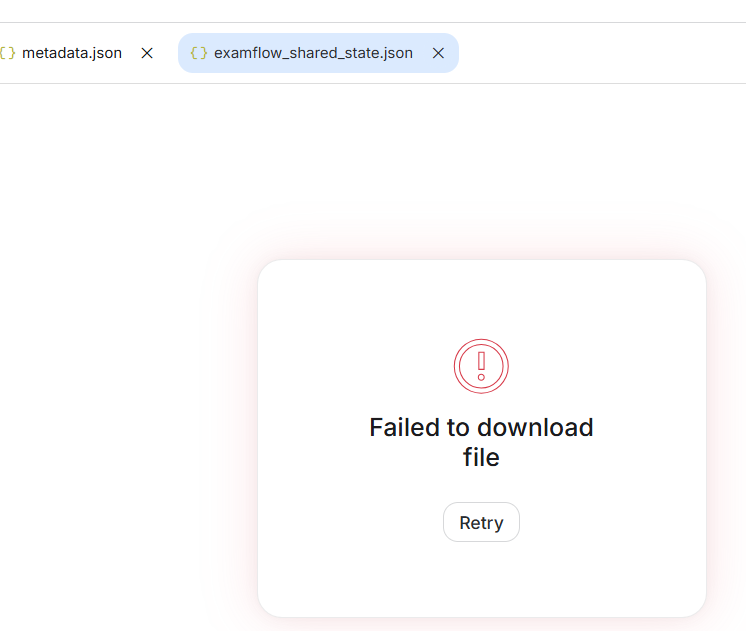 {} metadata.json
{} examflow_shared_state.json
Failed to download
file
Retry